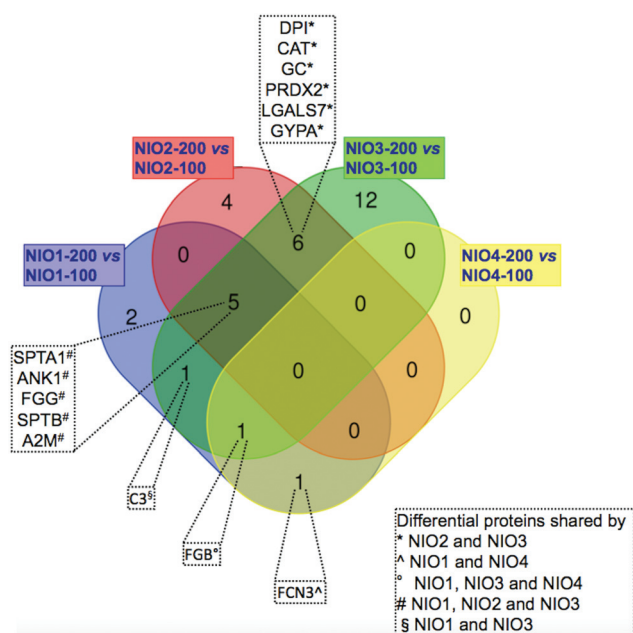 DPI*
CAT*
GC*
PRDX2*
LGALS7*
GYPA*
NIO2-200 vs
NIO2-100
NIO3-200 vs
NIO3-100
4
12
NIO1-200 vs
NIO1-100
0
6
0
NIO4-200 vs
NIO4-100
2
5
0
0
SPTA1#
ANK1#
FGG#
SPTB#
A2M#
1
0
0
1
0
C3§
1
FGB°
FCN3^
Differential proteins shared by
* NIO2 and NIO3
^ NIO1 and NIO4
° NIO1, NIO3 and NIO4
# NIO1, NIO2 and NIO3
§ NIO1 and NIO3